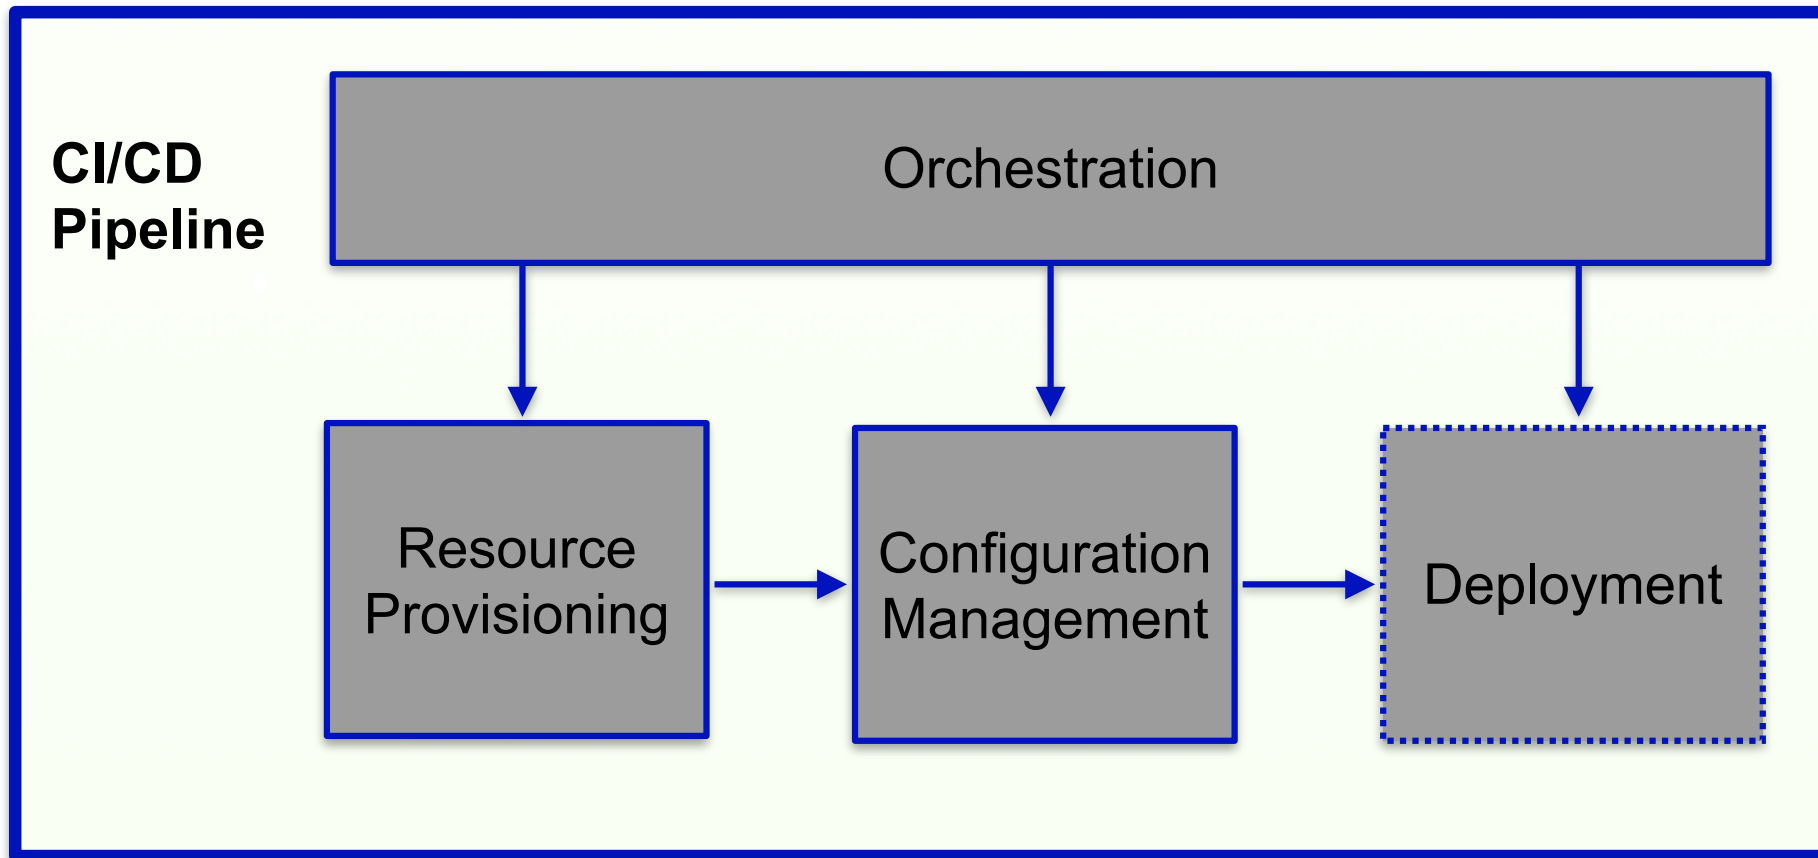 CI/CD
Pipeline
Orchestration
Resource
Provisioning
Configuration
Management
Deployment